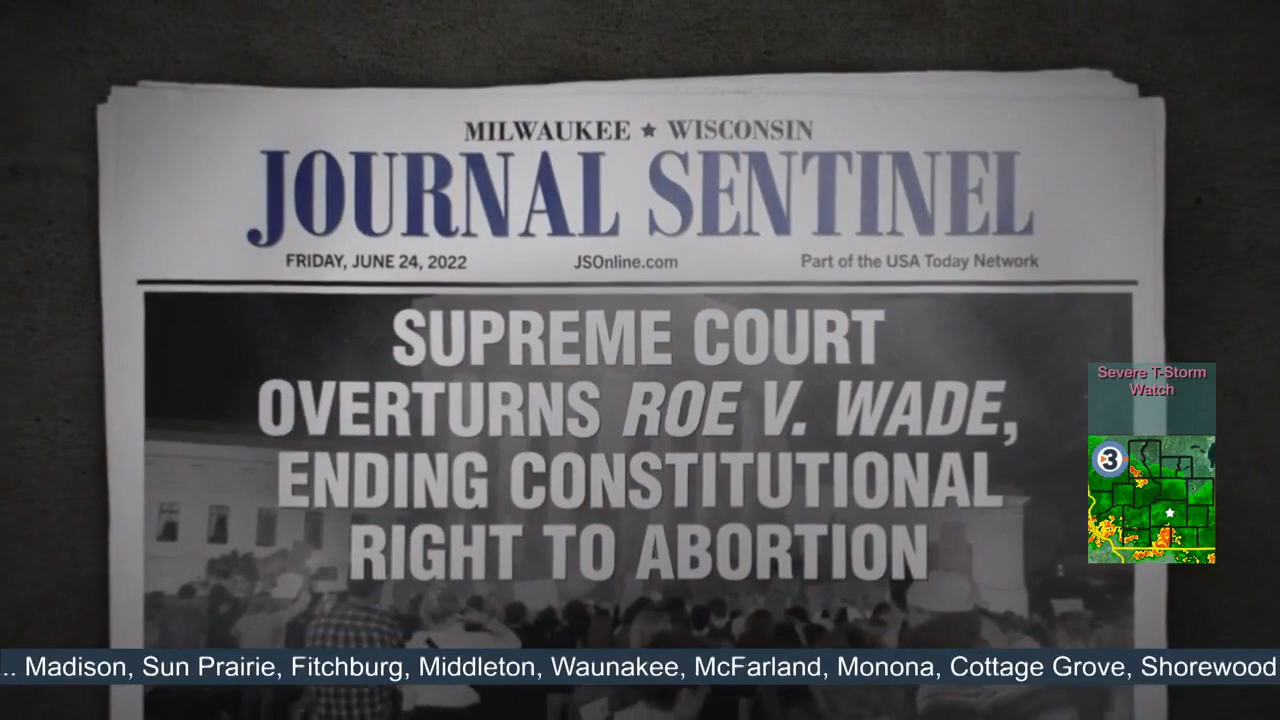 MILWAUKEE ★ WISCONSIN
JOURNAL SENTINEL
FRIDAY, JUNE 24, 2022 JSOnline.com Part of the USA Today Network
SUPREME COURT
OVERTURNS ROE V. WADE,
ENDING CONSTITUTIONAL
RIGHT TO ABORTION
Severe T-Storm
Watch
3
.. Madison, Sun Prairie, Fitchburg, Middleton, Waunakee, McFarland, Monona, Cottage Grove, Shorewood